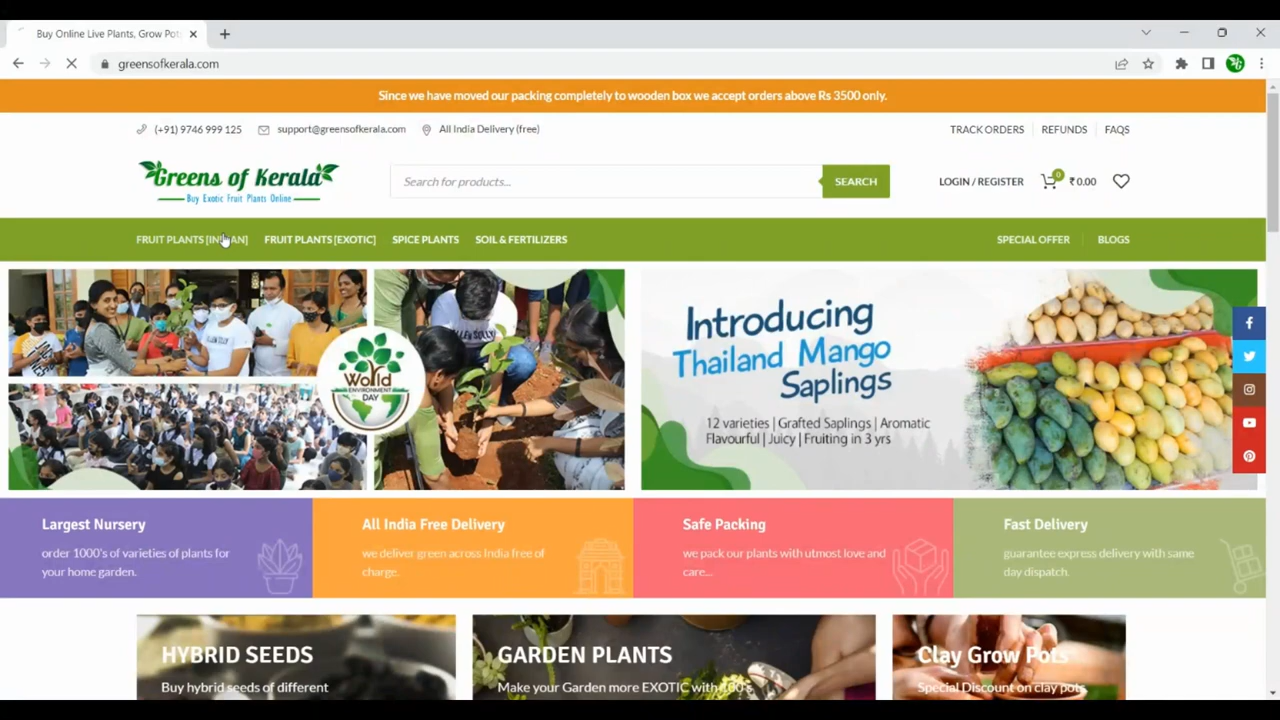 Buy Online Live Plants, Grow Pot
greensofkerala.com
Since we have moved our packing completely to wooden box we accept orders above Rs 3500 only.
(+91) 9746 999 125 support@greensofkerala.com All India Delivery (free) TRACK ORDERS REFUNDS FAQS
Greens of Kerala
Buy Exotic Fruit Plants Online
Search for products... SEARCH LOGIN / REGISTER 0 ₹0.00
FRUIT PLANTS [INDIAN] FRUIT PLANTS [EXOTIC] SPICE PLANTS SOIL & FERTILIZERS SPECIAL OFFER BLOGS
World
ENVIRONMENT
DAY
Introducing
Thailand Mango
Saplings
12 varieties | Grafted Saplings | Aromatic
Flavourful | Juicy | Fruiting in 3 yrs
Largest Nursery
order 1000's of varieties of plants for
your home garden.
All India Free Delivery
we deliver green across India free of
charge.
Safe Packing
we pack our plants with utmost love and
care...
Fast Delivery
guarantee express delivery with same
day dispatch.
HYBRID SEEDS
Buy hybrid seeds of different
GARDEN PLANTS
Make your Garden more EXOTIC with 100's
Clay Grow Pots
Special Discount on clay pots